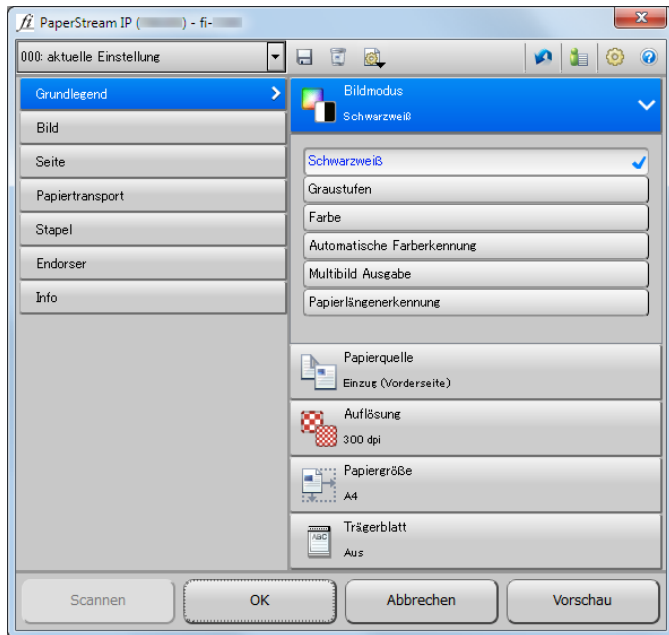 PaperStream IP ( ) - fi-
000: aktuelle Einstellung
Grundlegend
Bild
Seite
Papiertransport
Stapel
Endorser
Info
Bildmodus
Schwarzweiß
Schwarzweiß
Graustufen
Farbe
Automatische Farberkennung
Multibild Ausgabe
Papierlängenerkennung
Papierquelle
Einzug (Vorderseite)
Auflösung
300 dpi
Papiergröße
A4
ABC
Trägerblatt
Aus
Scannen
OK
Abbrechen
Vorschau